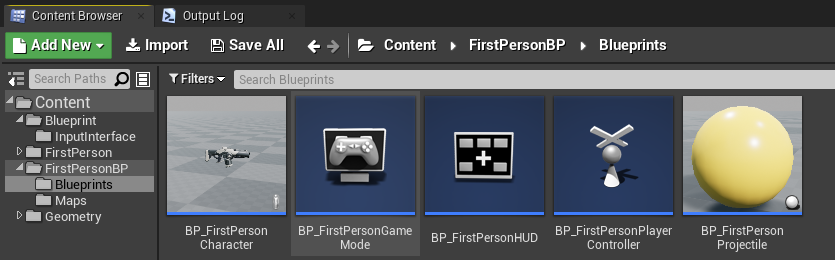 Content Browser
Output Log
Add New
Import
Save All
Content
FirstPersonBP
Blueprints
Search Paths
Filters
Search Blueprints
Content
Blueprint
InputInterface
FirstPerson
FirstPersonBP
Blueprints
Maps
Geometry
BP_FirstPerson
Character
BP_FirstPersonGame
Mode
BP_FirstPersonHUD
BP_FirstPersonPlayer
Controller
BP_FirstPerson
Projectile